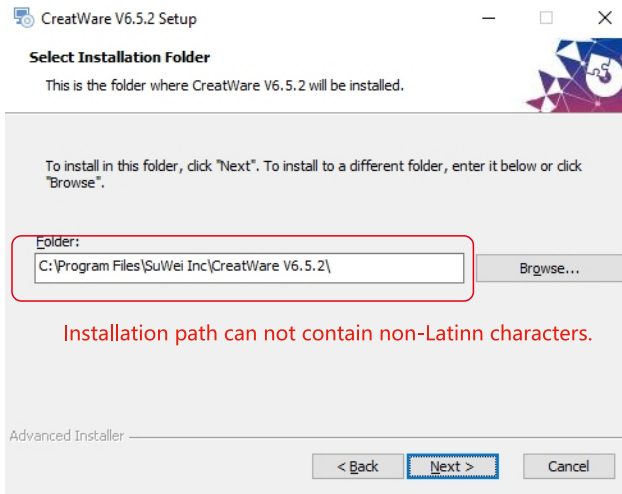 CreatWare V6.5.2 Setup
Select Installation Folder
This is the folder where CreatWare V6.5.2 will be installed.
To install in this folder, click "Next". To install to a different folder, enter it below or click
"Browse".
Folder:
C:\Program Files\SuWei Inc\CreatWare V6.5.2\
Browse...
Installation path can not contain non-Latinn characters.
Advanced Installer
< Back
Next >
Cancel